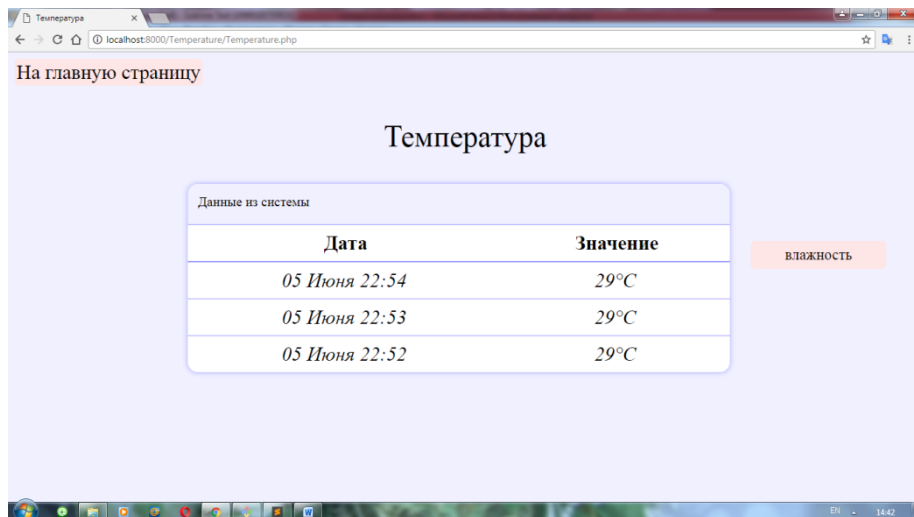 Температура
localhost:8000/Temperature/Temperature.php
На главную страницу
Температура
Данные из системы
Дата Значение
05 Июня 22:54 29°C
05 Июня 22:53 29°C
05 Июня 22:52 29°C
влажность
EN 14:42